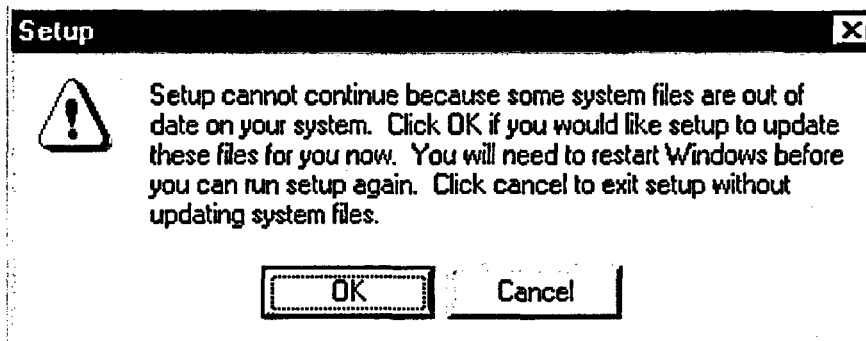 Setup
Setup cannot continue because some system files are out of
date on your system. Click OK if you would like setup to update
these files for you now. You will need to restart Windows before
you can run setup again. Click cancel to exit setup without
updating system files.
OK Cancel